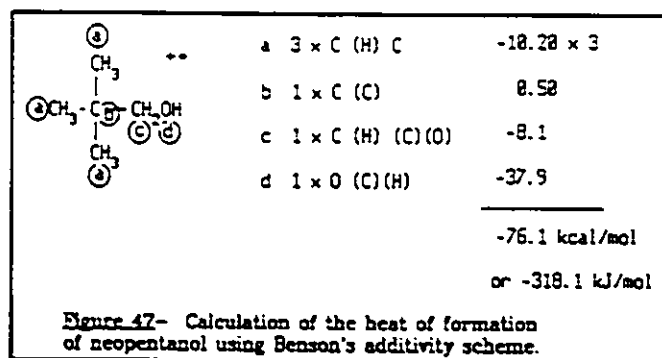 ⓐ
CH₃
++
ⓐCH₃-C-CH₂OH
ⓑ ⓒ ⓓ
CH₃
ⓐ
a 3 × C (H) C -10.20 × 3
b 1 × C (C) 0.50
c 1 × C (H) (C)(O) -8.1
d 1 × O (C)(H) -37.9
-76.1 kcal/mol
or -318.1 kJ/mol
Figure 47- Calculation of the heat of formation
of neopentanol using Benson's additivity scheme.